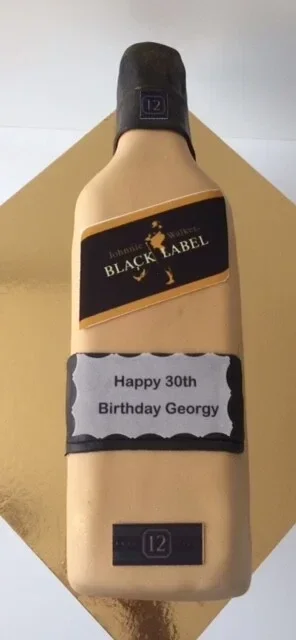 12
Johnnie Walker
BLACK LABEL
Happy 30th
Birthday Georgy
12